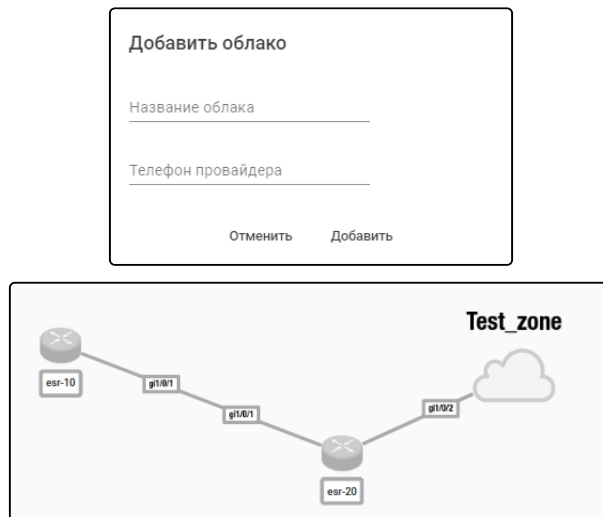 Добавить облако
Название облака
Телефон провайдера
Отменить Добавить
Test_zone
esr-10
gi1/0/1
gi1/0/1
gi1/0/2
esr-20